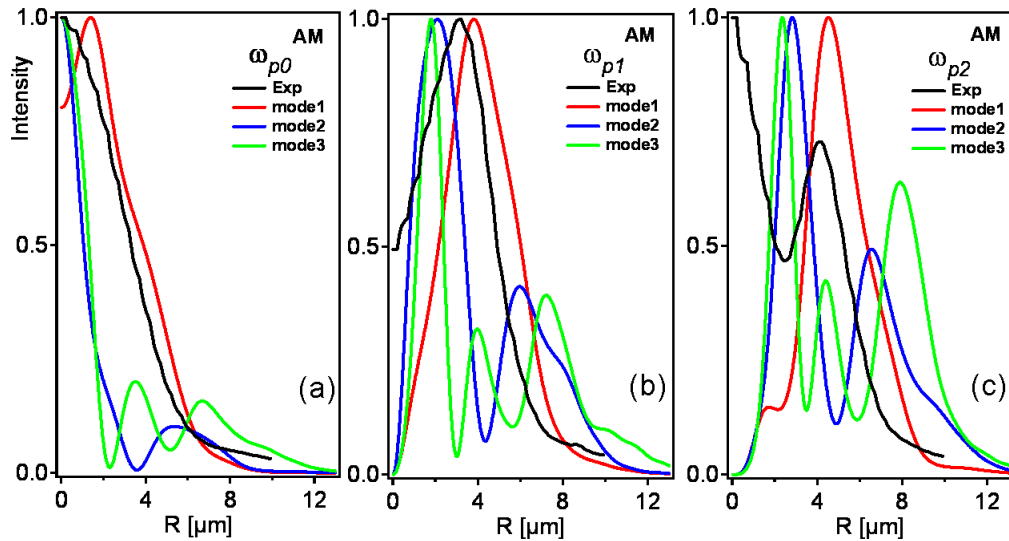 1.0
0.5
0.0
Intensity
AM
ωp0
Exp
mode1
mode2
mode3
(a)
0 4 8 12
R [µm]
1.0
0.5
0.0
AM
ωp1
Exp
mode1
mode2
mode3
(b)
0 4 8 12
R [µm]
1.0
0.5
0.0
AM
ωp2
Exp
mode1
mode2
mode3
(c)
0 4 8 12
R [µm]